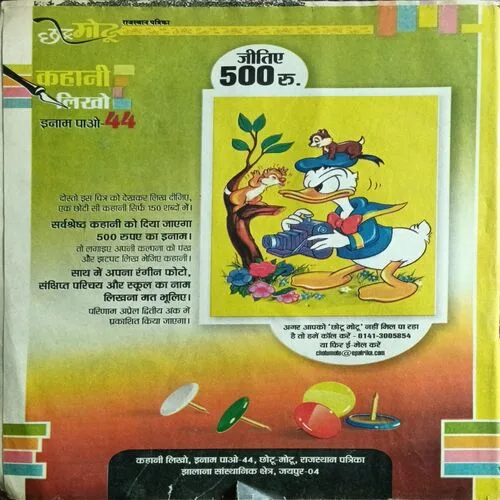 राजस्थान पत्रिका
छोटू मोटू
कहानी
लिखो
इनाम पाओ-44
जीतिए
500 रु.
दोस्तो इस चित्र को देखकर लिख दीजिए,
एक छोटी सी कहानी सिर्फ 150 शब्दों में।
सर्वश्रेष्ठ कहानी को दिया जाएगा
500 रुपए का इनाम।
तो लगाइए अपनी कल्पना को पंख
और झटपट लिख भेजिए कहानी।
साथ में अपना रंगीन फोटो,
संक्षिप्त परिचय और स्कूल का नाम
लिखना मत भूलिए।
परिणाम अप्रेल द्वितीय अंक में
प्रकाशित किया जाएगा।
अगर आपको 'छोटू मोटू' नहीं मिल पा रहा
है तो हमें कॉल करें - 0141-3005854
या फिर ई-मेल करें
chotumotu@epatrika.com
कहानी लिखो, इनाम पाओ-44, छोटू-मोटू, राजस्थान पत्रिका
झालाना सांस्थानिक क्षेत्र, जयपुर-04